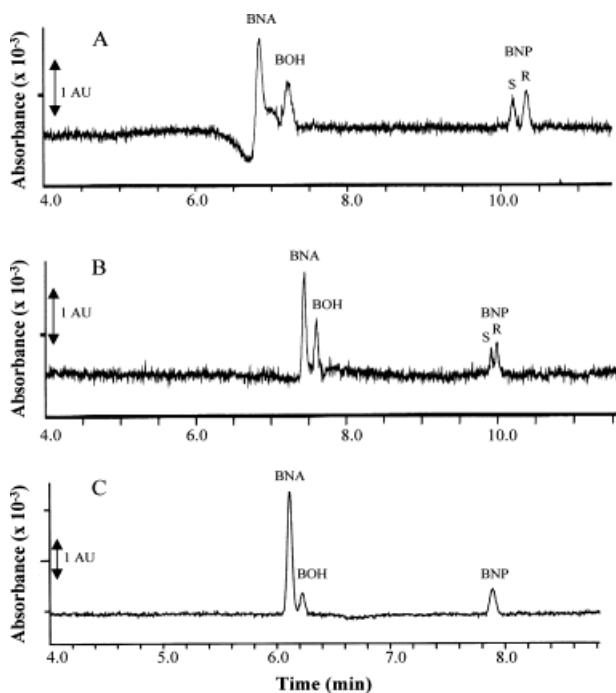 A
BNA
BOH
BNP
S R
1 AU
Absorbance (x 10⁻³)
4.0 6.0 8.0 10.0
B
BNA
BOH
BNP
S R
1 AU
Absorbance (x 10⁻³)
4.0 6.0 8.0 10.0
C
BNA
BOH
BNP
1 AU
Absorbance (x 10⁻³)
4.0 5.0 6.0 7.0 8.0
Time (min)